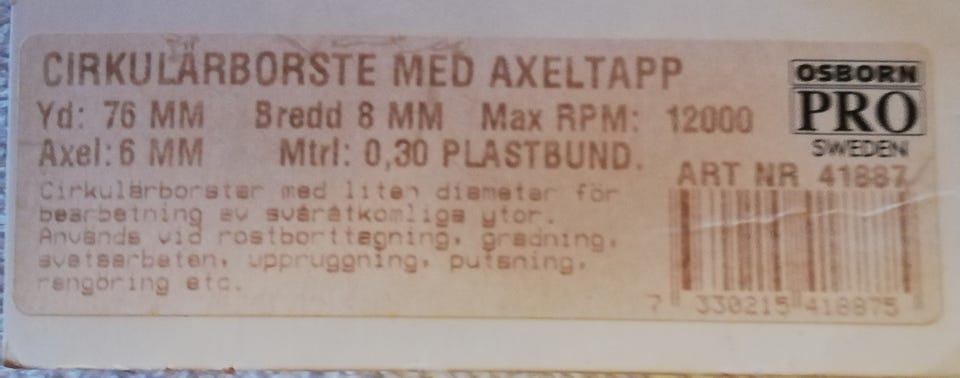 CIRKULÄRBORSTE MED AXELTAPP
Yd: 76 MM Bredd 8 MM Max RPM: 12000
Axel: 6 MM Mtrl: 0,30 PLASTBUND.
OSBORN
PRO
SWEDEN
ART NR 41887
Cirkulärborstar med liten diameter för
bearbetning av svåråtkomliga ytor.
Används vid rostborttagning, gradning,
svetsarbeten, uppruggning, putsning,
rengöring etc.
7 330215 418875